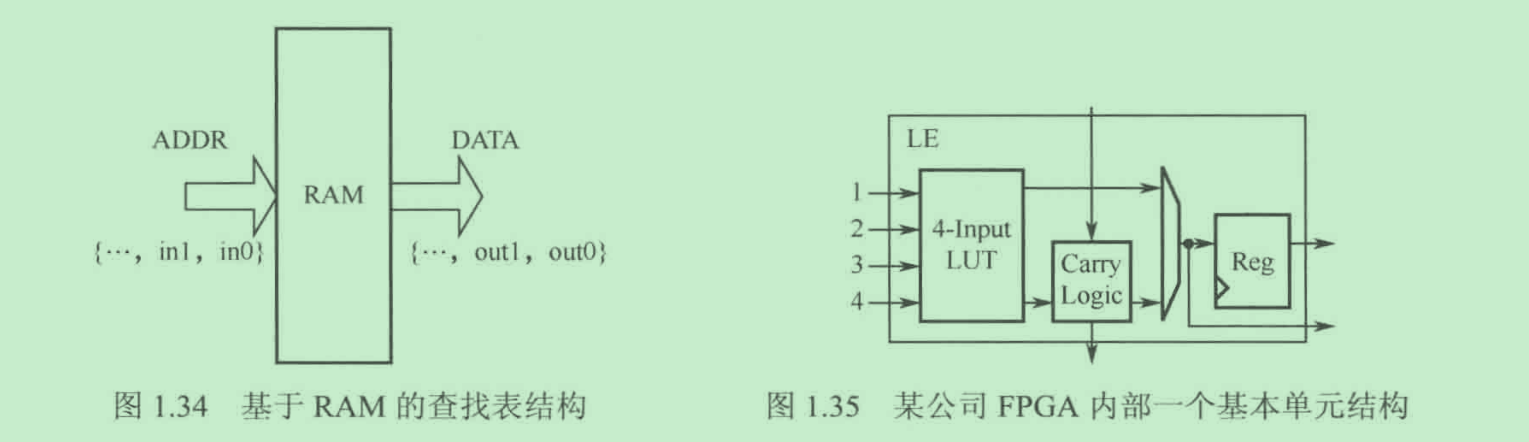 ADDR
DATA
RAM
{…, in1, in0}
{…, out1, out0}
图 1.34 基于 RAM 的查找表结构
LE
1
2
3
4
4-Input
LUT
Carry
Logic
Reg
图 1.35 某公司 FPGA 内部一个基本单元结构